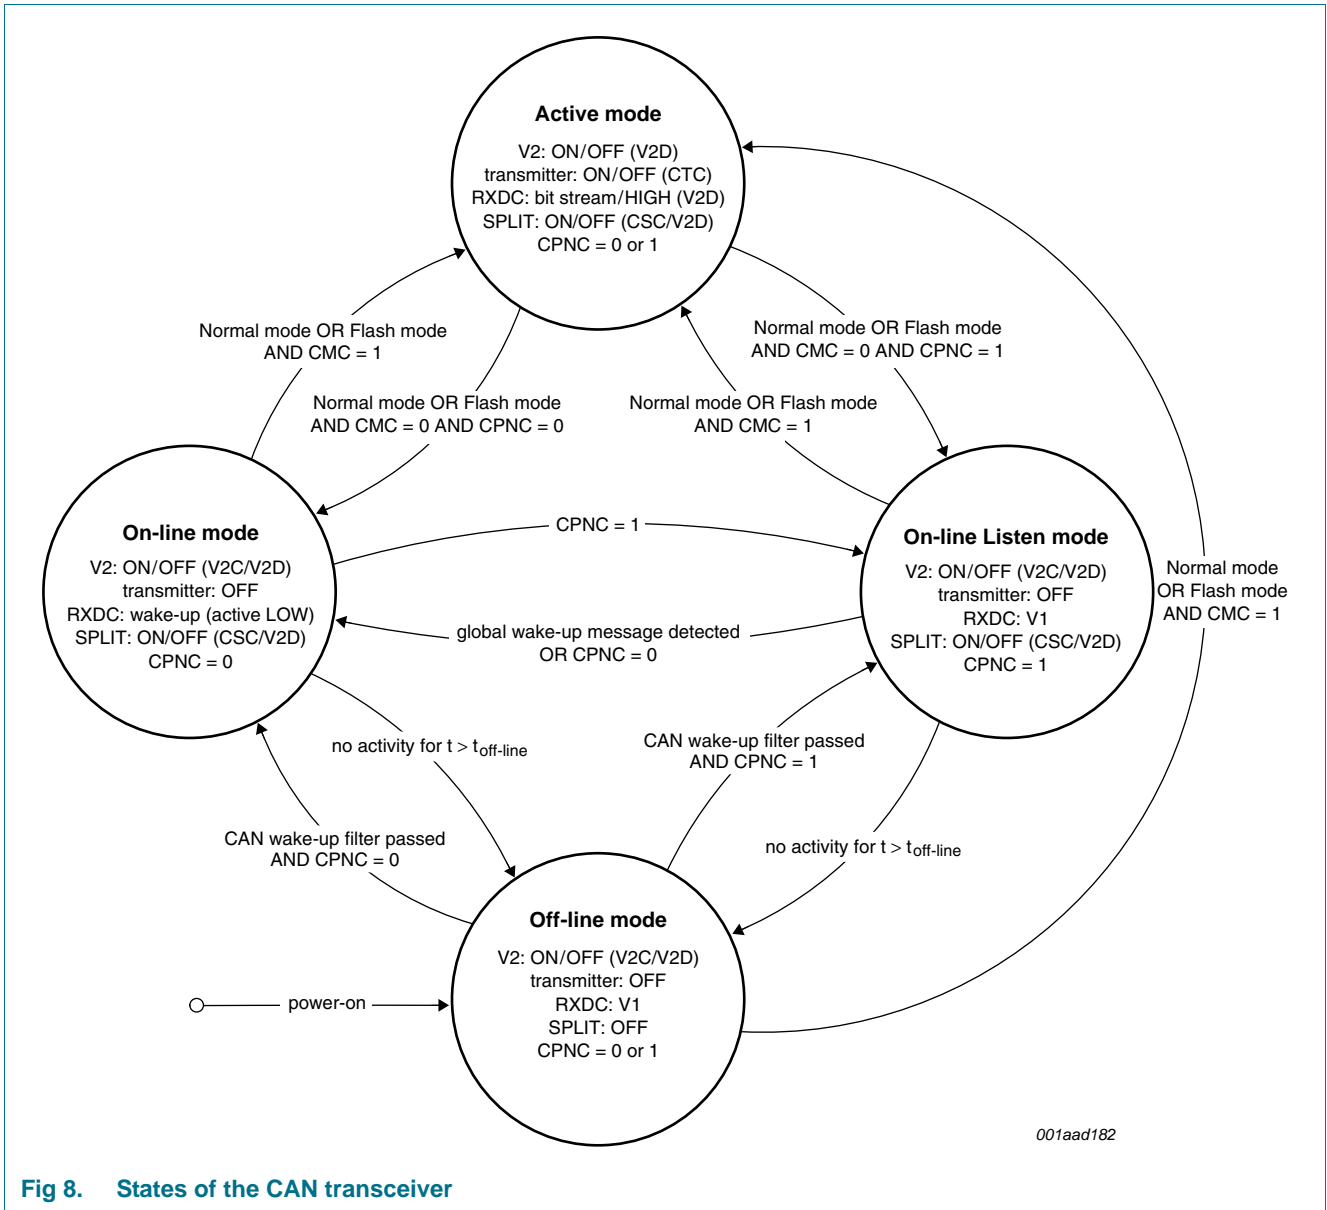 Active mode
V2: ON/OFF (V2D)
transmitter: ON/OFF (CTC)
RXDC: bit stream/HIGH (V2D)
SPLIT: ON/OFF (CSC/V2D)
CPNC = 0 or 1
Normal mode OR Flash mode
AND CMC = 1
Normal mode OR Flash mode
AND CMC = 0 AND CPNC = 1
Normal mode OR Flash mode
AND CMC = 0 AND CPNC = 0
Normal mode OR Flash mode
AND CMC = 1
On-line mode
V2: ON/OFF (V2C/V2D)
transmitter: OFF
RXDC: wake-up (active LOW)
SPLIT: ON/OFF (CSC/V2D)
CPNC = 0
CPNC = 1
On-line Listen mode
V2: ON/OFF (V2C/V2D)
transmitter: OFF
RXDC: V1
SPLIT: ON/OFF (CSC/V2D)
CPNC = 1
Normal mode
OR Flash mode
AND CMC = 1
global wake-up message detected
OR CPNC = 0
no activity for t > toff-line
CAN wake-up filter passed
AND CPNC = 1
CAN wake-up filter passed
AND CPNC = 0
no activity for t > toff-line
Off-line mode
V2: ON/OFF (V2C/V2D)
transmitter: OFF
RXDC: V1
SPLIT: OFF
CPNC = 0 or 1
power-on
001aad182
Fig 8. States of the CAN transceiver